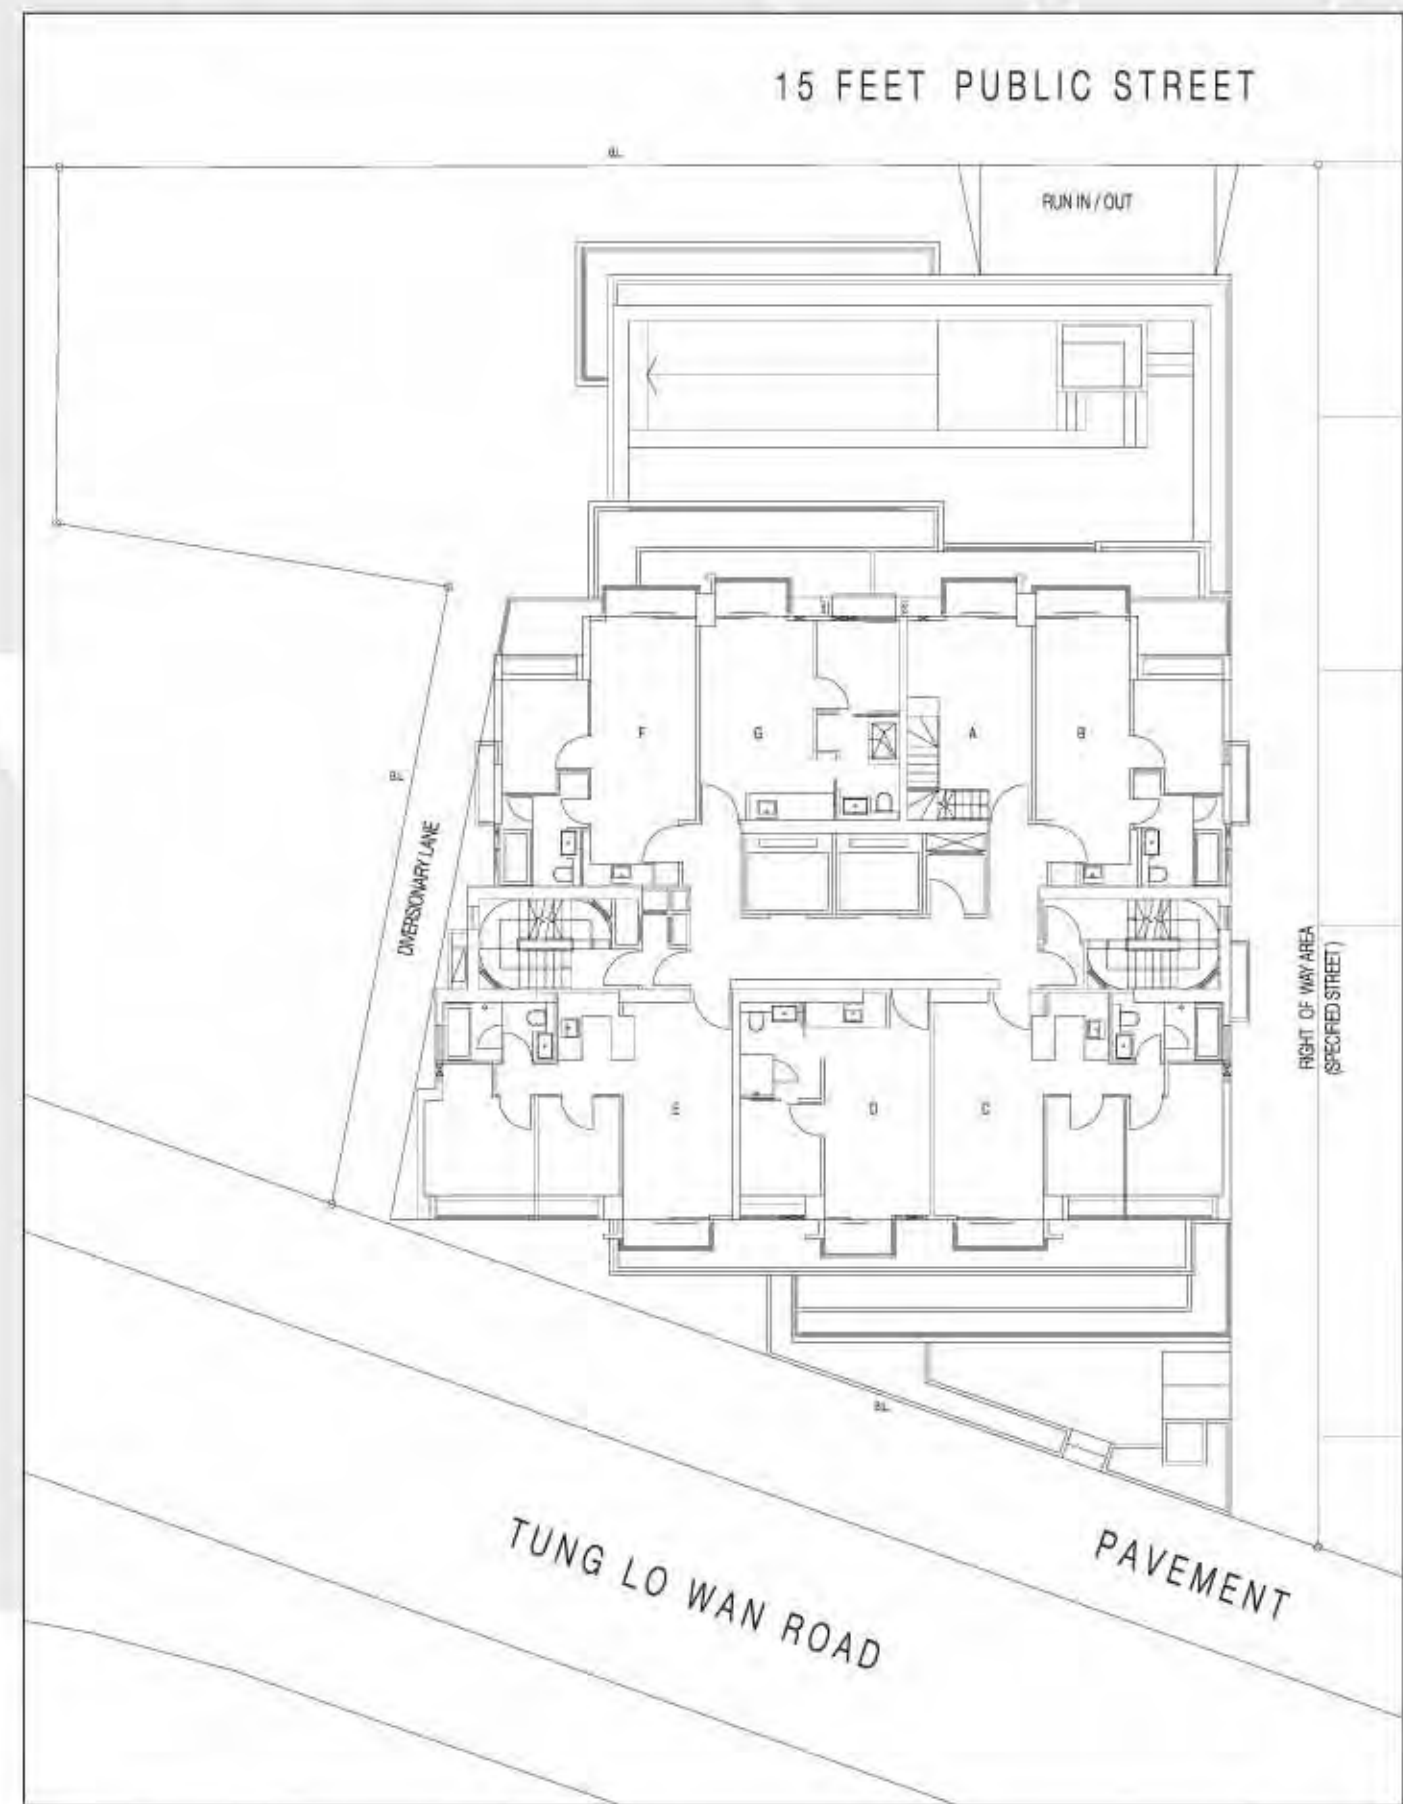 15 FEET PUBLIC STREET
BL
RUN IN / OUT
F
G
A
B
BL
DIVERSIONARY LANE
RIGHT OF WAY AREA
(SPECIFIED STREET)
E
D
C
BL
TUNG LO WAN ROAD
PAVEMENT